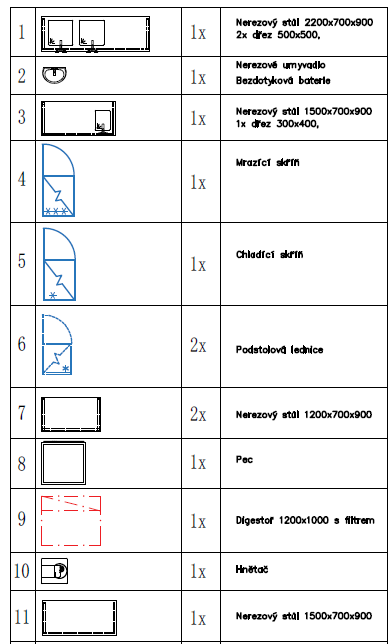 1 1x Nerezový stůl 2200x700x900
2x dřez 500x500,
2 1x Nerezové umyvadlo
Bezdotyková baterie
3 1x Nerezový stůl 1500x700x900
1x dřez 300x400,
4 1x Mrazící skříň
5 1x Chladící skříň
6 2x Podstolová lednice
7 2x Nerezový stůl 1200x700x900
8 1x Pec
9 1x Digestoř 1200x1000 s filtrem
10 1x Hnětač
11 1x Nerezový stůl 1500x700x900